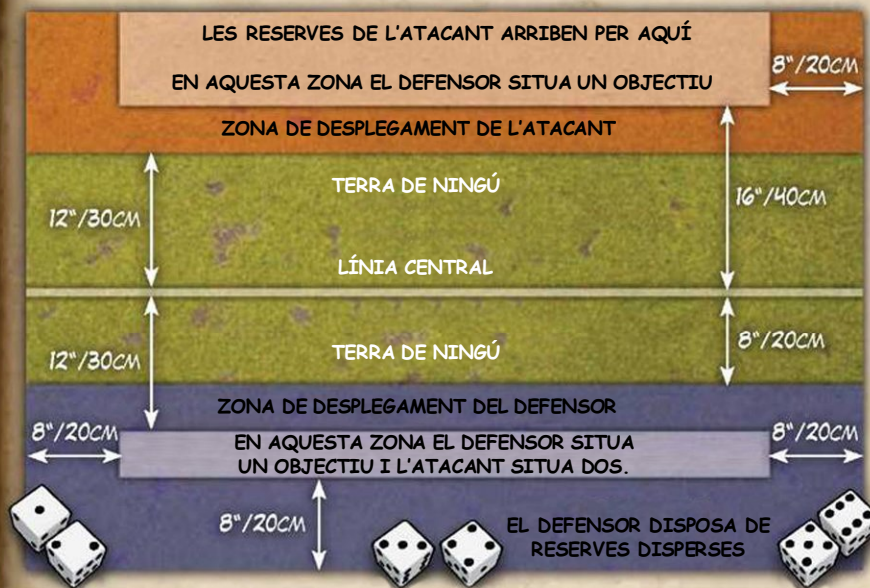 LES RESERVES DE L'ATACANT ARRIBEN PER AQUÍ
8"/20CM
EN AQUESTA ZONA EL DEFENSOR SITUA UN OBJECTIU
ZONA DE DESPLEGAMENT DE L'ATACANT
TERRA DE NINGÚ
16"/40CM
12"/30CM
LÍNIA CENTRAL
8"/20CM
12"/30CM
TERRA DE NINGÚ
ZONA DE DESPLEGAMENT DEL DEFENSOR
8"/20CM
8"/20CM
EN AQUESTA ZONA EL DEFENSOR SITUA
UN OBJECTIU I L'ATACANT SITUA DOS.
8"/20CM
EL DEFENSOR DISPOSA DE
RESERVES DISPERSES